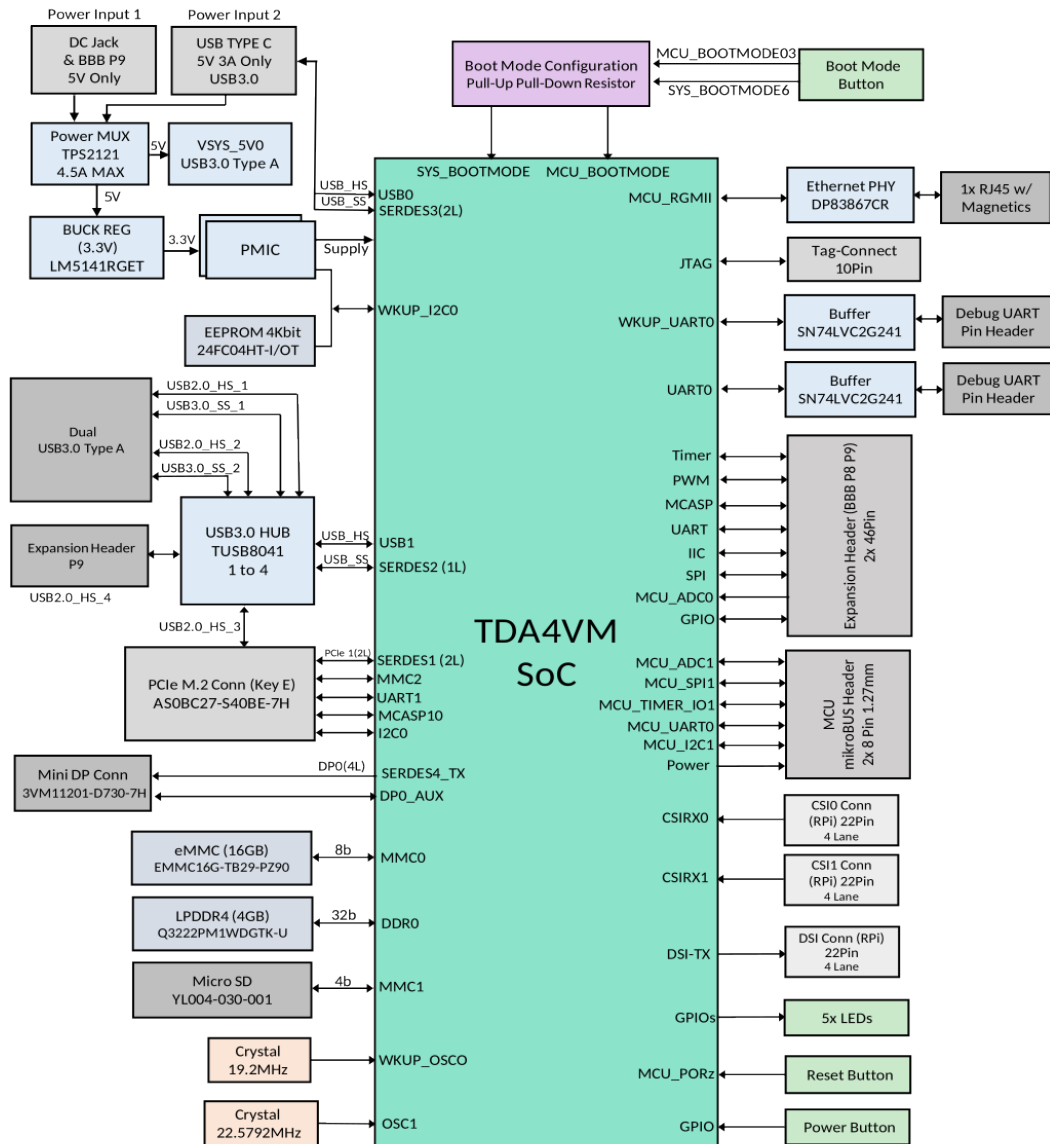 Power Input 1
Power Input 2
DC Jack
& BBB P9
5V Only
USB TYPE C
5V 3A Only
USB3.0
Boot Mode Configuration
Pull-Up Pull-Down Resistor
MCU_BOOTMODE03
SYS_BOOTMODE6
Boot Mode
Button
Power MUX
TPS2121
4.5A MAX
5V
VSYS_5V0
USB3.0 Type A
5V
BUCK REG
(3.3V)
LM5141RGET
3.3V
PMIC
Supply
EEPROM 4Kbit
24FC04HT-I/OT
USB_HS
USB_SS
SYS_BOOTMODE
MCU_BOOTMODE
USB0
SERDES3(2L)
WKUP_I2C0
MCU_RGMII
Ethernet PHY
DP83867CR
1x RJ45 w/
Magnetics
JTAG
Tag-Connect
10Pin
WKUP_UART0
Buffer
SN74LVC2G241
Debug UART
Pin Header
UART0
Buffer
SN74LVC2G241
Debug UART
Pin Header
Dual
USB3.0 Type A
USB2.0_HS_1
USB3.0_SS_1
USB2.0_HS_2
USB3.0_SS_2
USB3.0 HUB
TUSB8041
1 to 4
Expansion Header
P9
USB2.0_HS_4
USB2.0_HS_3
USB_HS
USB_SS
USB1
SERDES2 (1L)
Timer
PWM
MCASP
UART
IIC
SPI
MCU_ADC0
GPIO
Expansion Header (BBB P8 P9)
2x 46Pin
TDA4VM
SoC
PCIe M.2 Conn (Key E)
AS0BC27-S40BE-7H
PCIe 1(2L)
SERDES1 (2L)
MMC2
UART1
MCASP10
I2C0
MCU_ADC1
MCU_SPI1
MCU_TIMER_IO1
MCU_UART0
MCU_I2C1
Power
MCU
mikroBUS Header
2x 8 Pin 1.27mm
Mini DP Conn
3VM11201-D730-7H
DP0(4L)
SERDES4_TX
DP0_AUX
CSIRX0
CSI0 Conn
(RPi) 22Pin
4 Lane
eMMC (16GB)
EMMC16G-TB29-PZ90
8b
MMC0
CSIRX1
CSI1 Conn
(RPi) 22Pin
4 Lane
LPDDR4 (4GB)
Q3222PM1WDGTK-U
32b
DDR0
DSI-TX
DSI Conn (RPi)
22Pin
4 Lane
Micro SD
YL004-030-001
4b
MMC1
GPIOs
5x LEDs
Crystal
19.2MHz
WKUP_OSCO
MCU_PORz
Reset Button
Crystal
22.5792MHz
OSC1
GPIO
Power Button